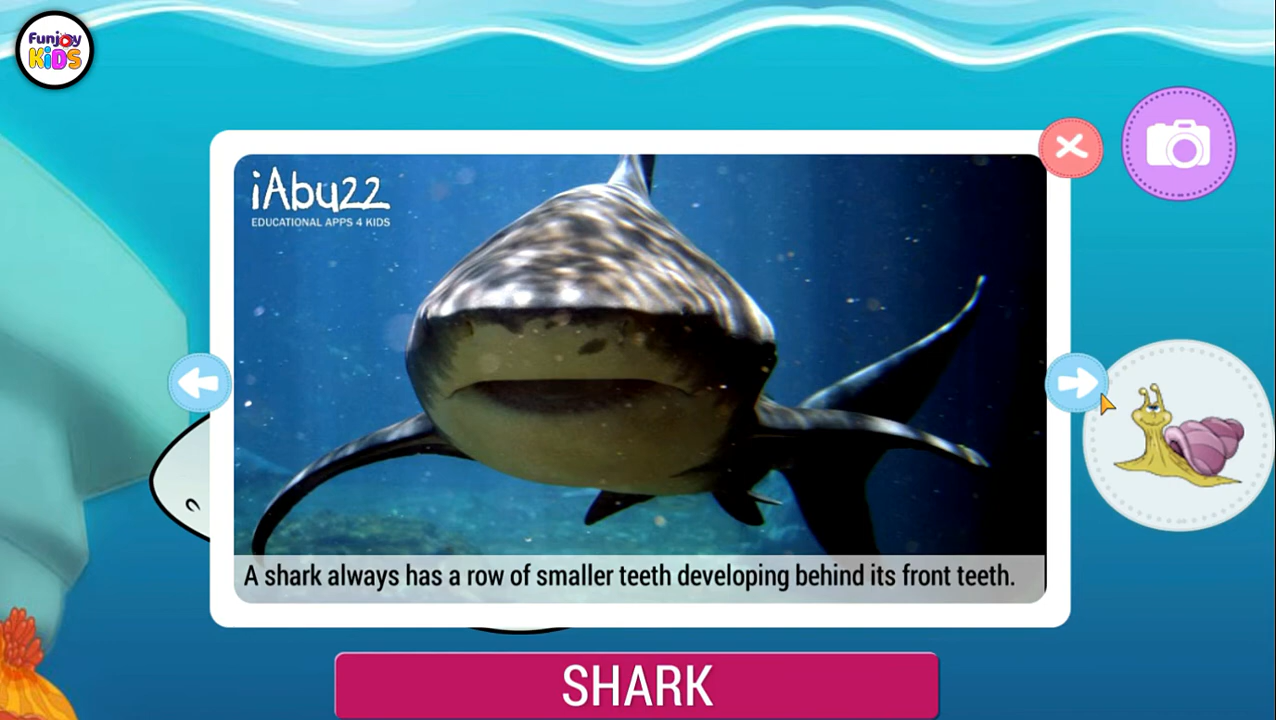 Funjoy
KiDS
iAbuzz
EDUCATIONAL APPS 4 KIDS
A shark always has a row of smaller teeth developing behind its front teeth.
SHARK